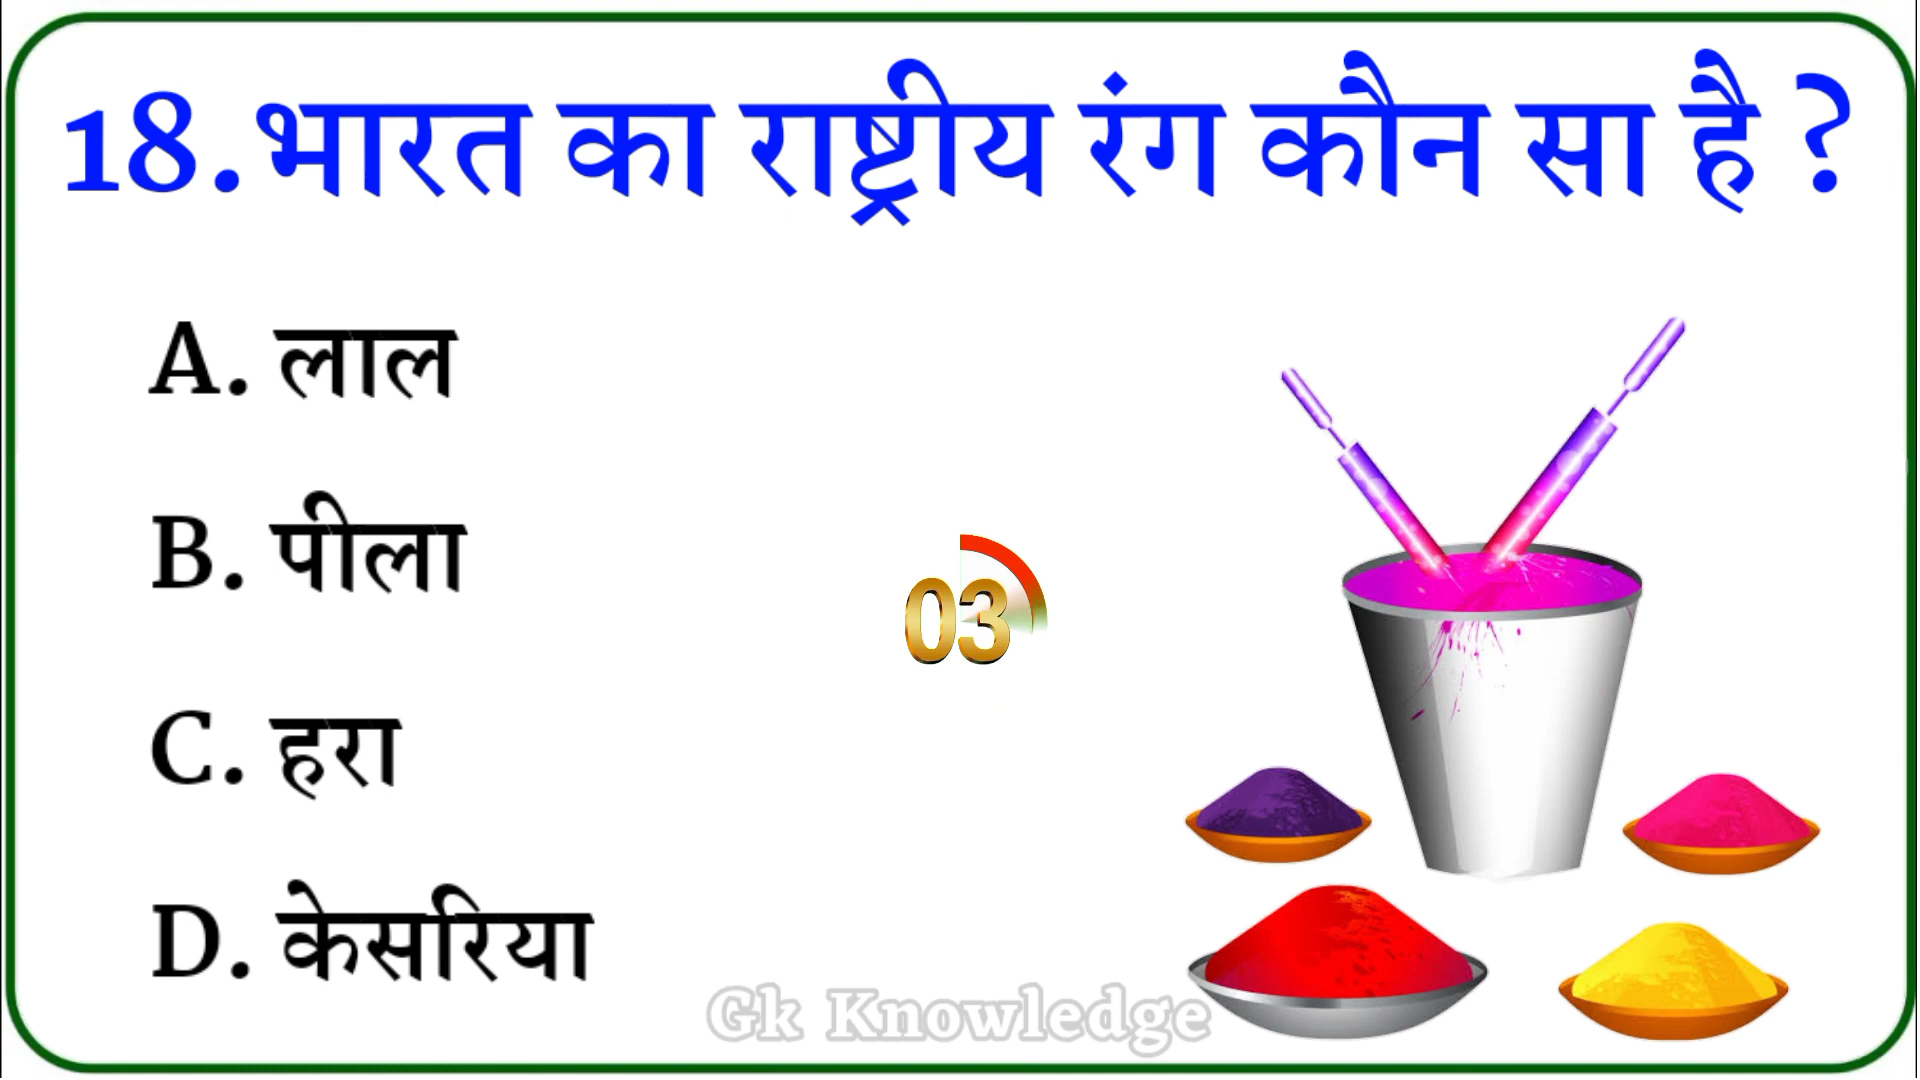 18. भारत का राष्ट्रीय रंग कौन सा है ?
A. लाल
B. पीला
03
C. हरा
D. केसरिया
Gk Knowledge